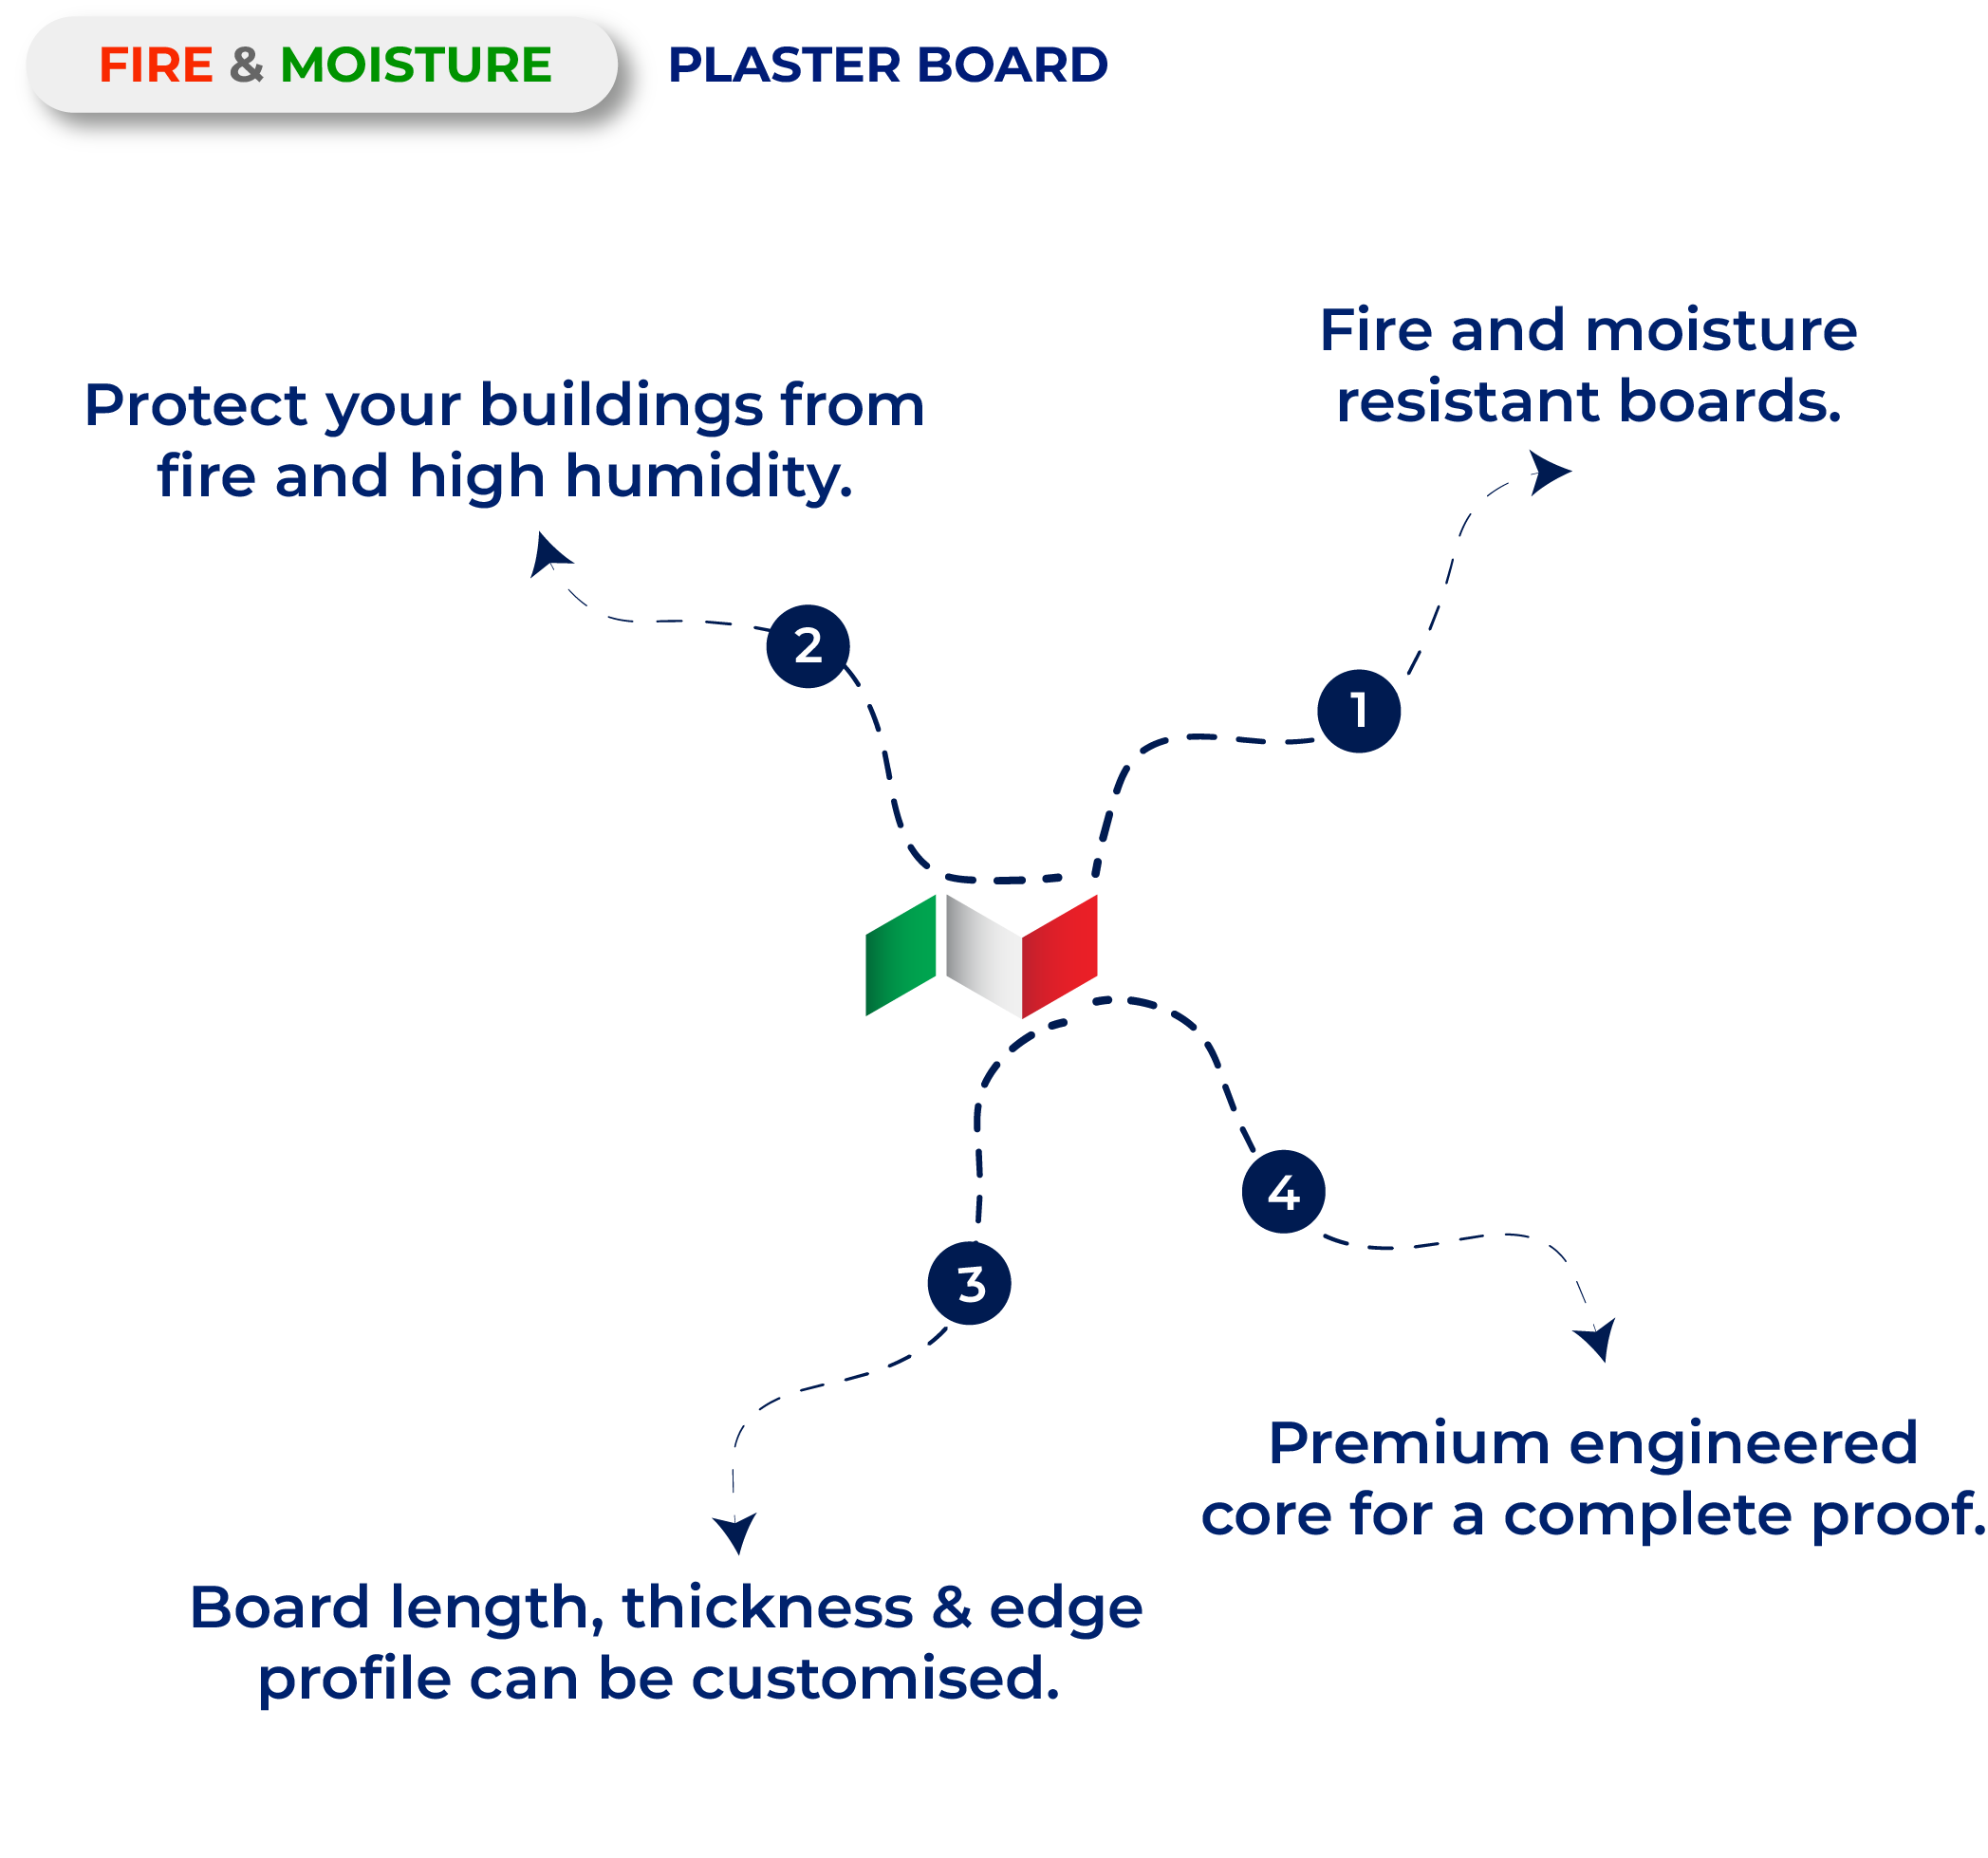 FIRE & MOISTURE PLASTER BOARD
Fire and moisture
resistant boards.
1
Protect your buildings from
fire and high humidity.
2
3
Board length, thickness & edge
profile can be customised.
4
Premium engineered
core for a complete proof.